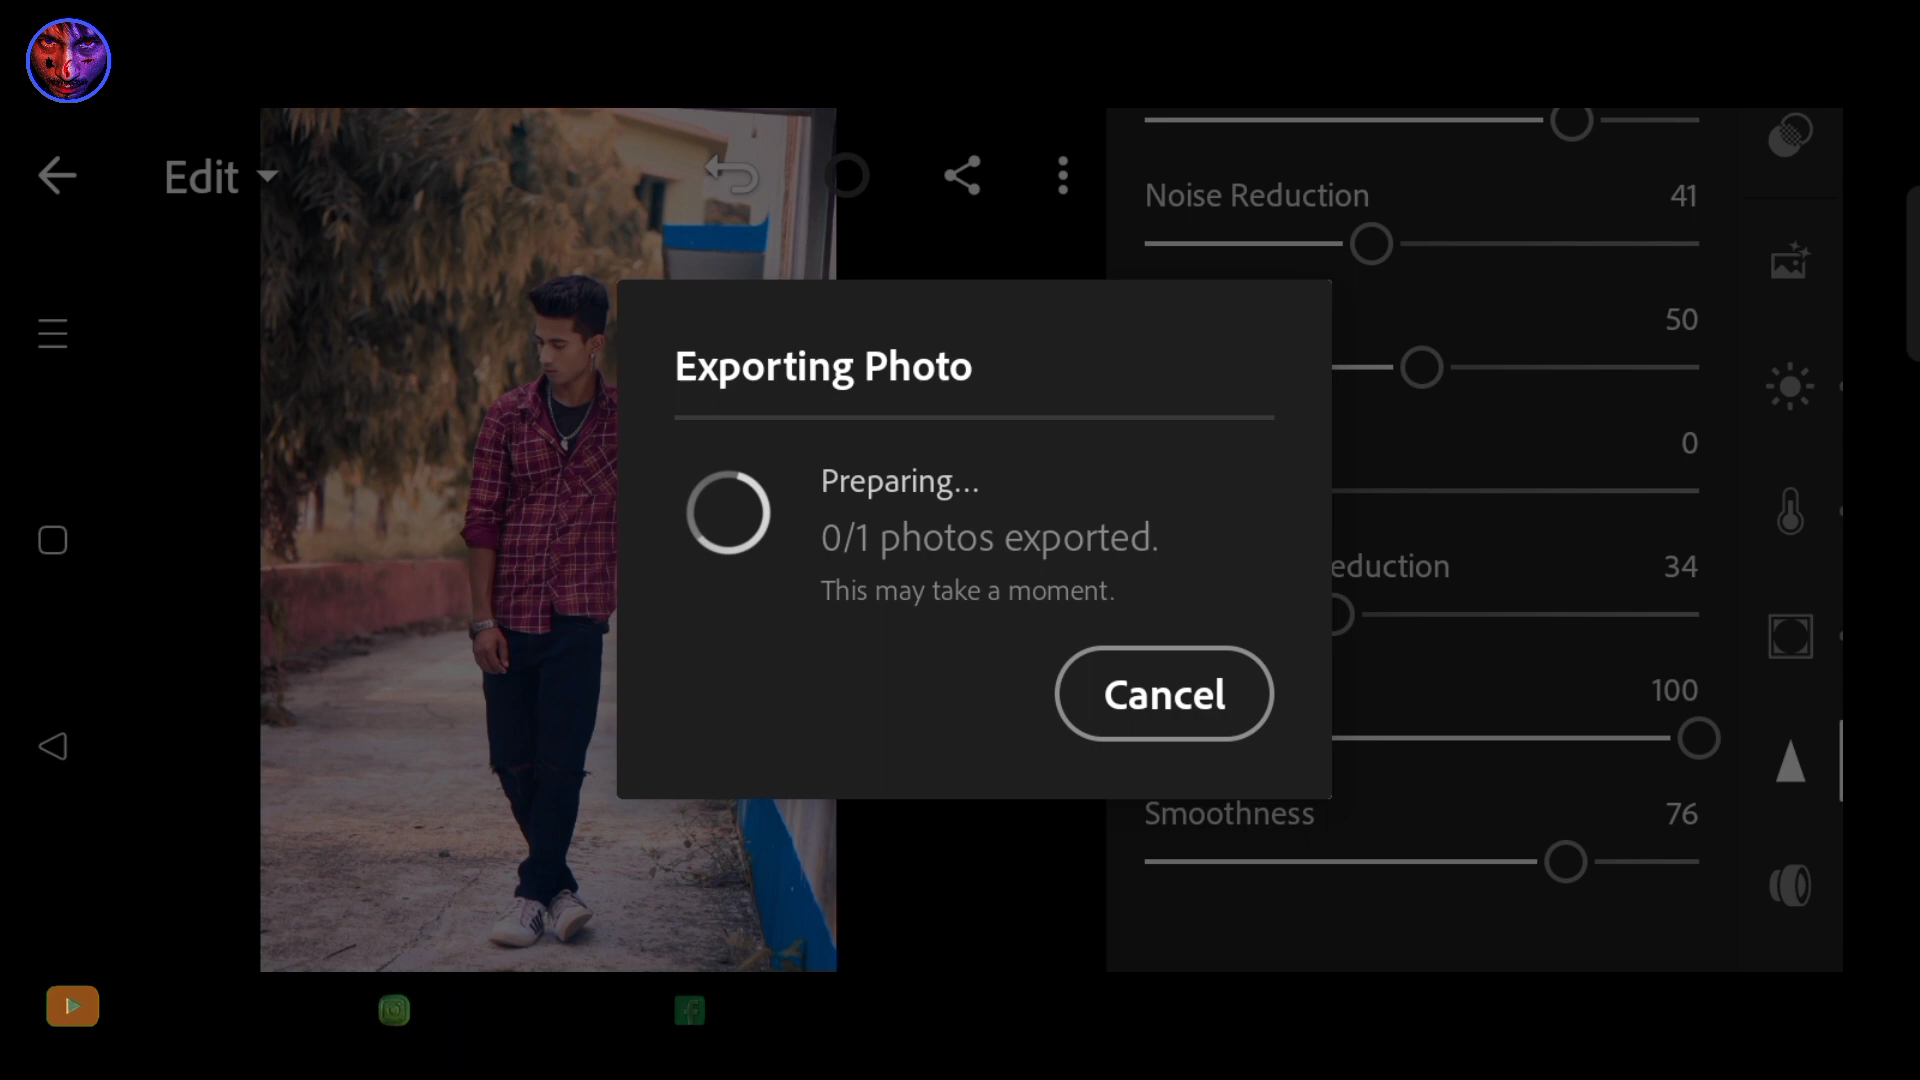 Edit
Noise Reduction 41
50
0
eduction 34
100
Smoothness 76
Exporting Photo
Preparing...
0/1 photos exported.
This may take a moment.
Cancel